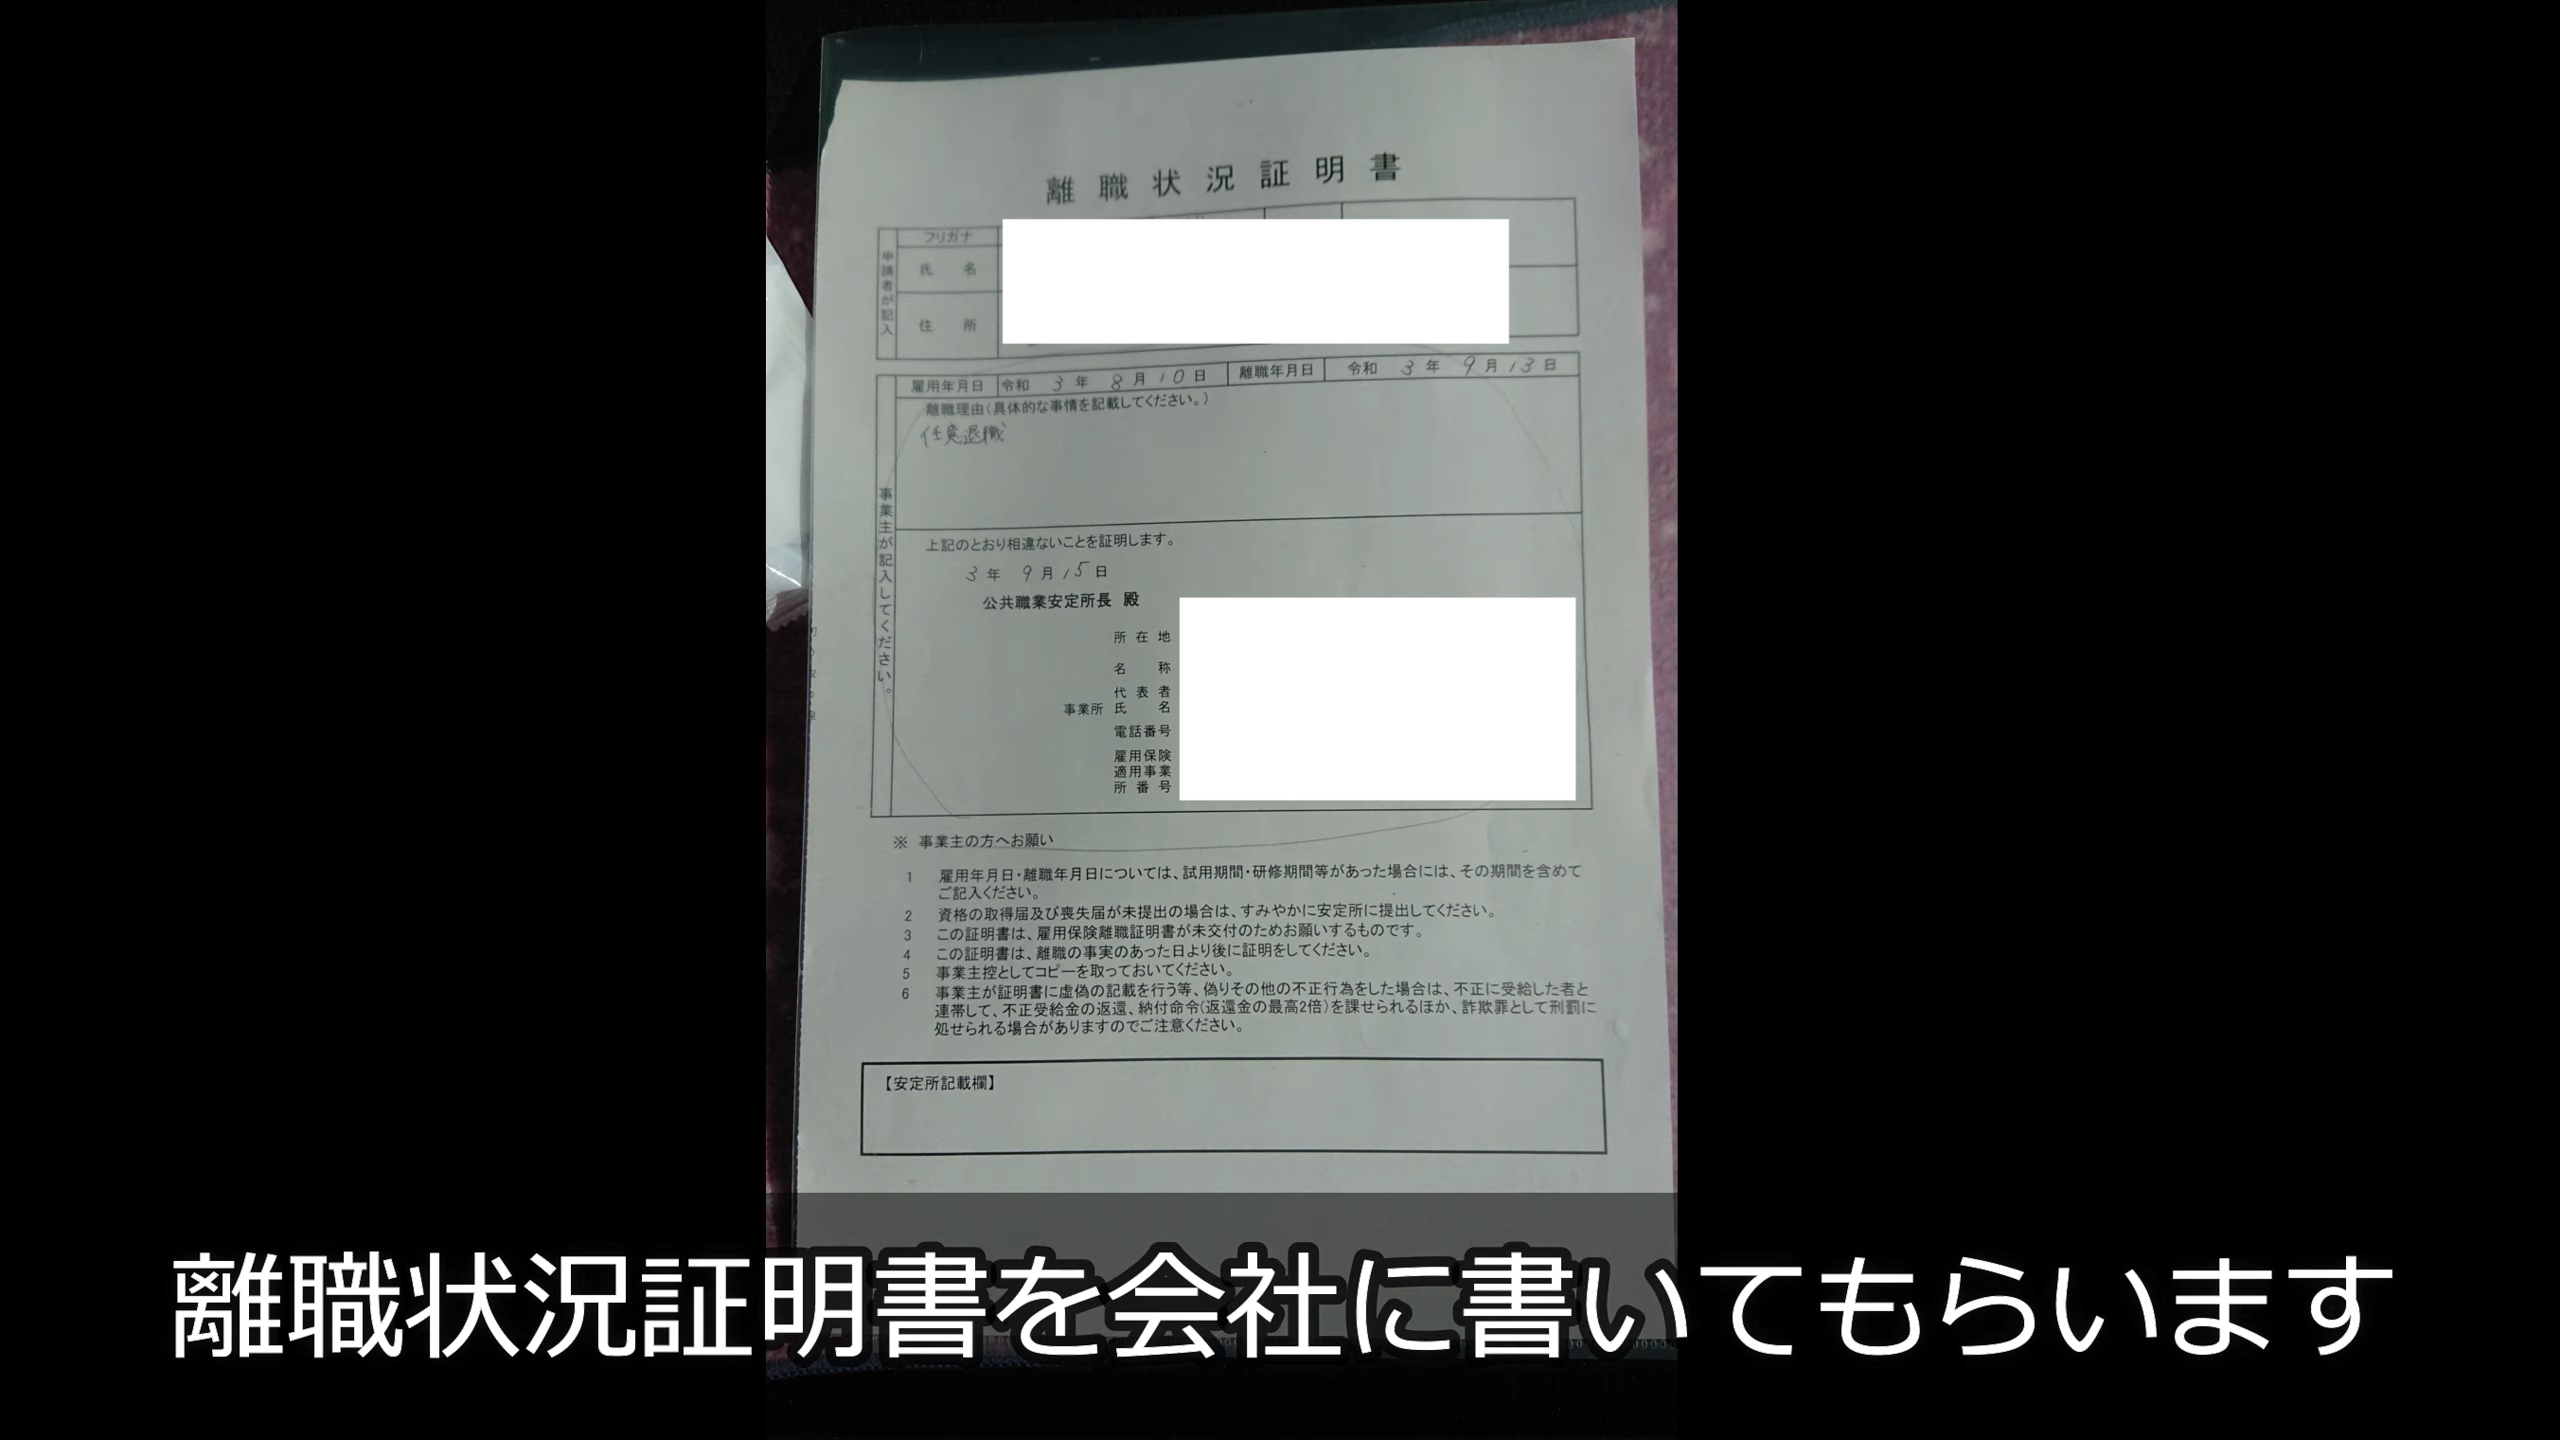 離職状況証明書
申請者が記入
フリガナ
氏 名
住 所
雇用年月日 令和 3年 8月10日 離職年月日 令和 3年 9月13日
離職理由(具体的な事情を記載してください。)
任意退職
事業主が記入してください。
上記のとおり相違ないことを証明します。
3年 9月15日
公共職業安定所長 殿
所在地
名 称
代表者
事業所 氏 名
電話番号
雇用保険
適用事業
所番号
※ 事業主の方へお願い
1 雇用年月日・離職年月日については、試用期間・研修期間等があった場合には、その期間を含めて
ご記入ください。
2 資格の取得届及び喪失届が未提出の場合は、すみやかに安定所に提出してください。
3 この証明書は、雇用保険離職証明書が未交付のためお願いするものです。
4 この証明書は、離職の事実のあった日より後に証明をしてください。
5 事業主控としてコピーを取っておいてください。
6 事業主が証明書に虚偽の記載を行う等、偽りその他の不正行為をした場合は、不正に受給した者と
連帯して、不正受給金の返還、納付命令(返還金の最高2倍)を課せられるほか、詐欺罪として刑罰に
処せられる場合がありますのでご注意ください。
【安定所記載欄】
離職状況証明書を会社に書いてもらいます